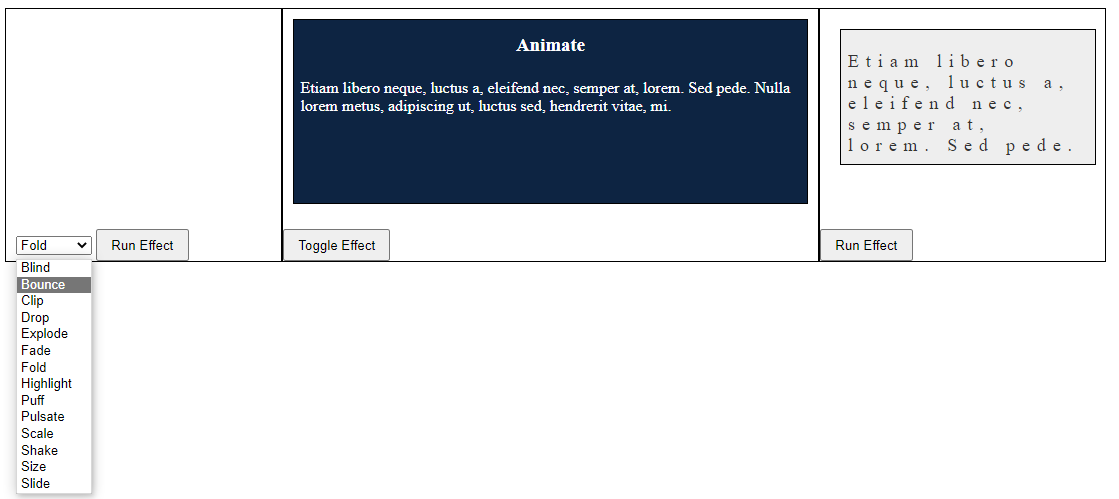 Animate
Etiam libero neque, luctus a, eleifend nec, semper at, lorem. Sed pede. Nulla
lorem metus, adipiscing ut, luctus sed, hendrerit vitae, mi.
Etiam libero
neque, luctus a,
eleifend nec,
semper at,
lorem. Sed pede.
Fold
Run Effect
Toggle Effect
Run Effect
Blind
Bounce
Clip
Drop
Explode
Fade
Fold
Highlight
Puff
Pulsate
Scale
Shake
Size
Slide